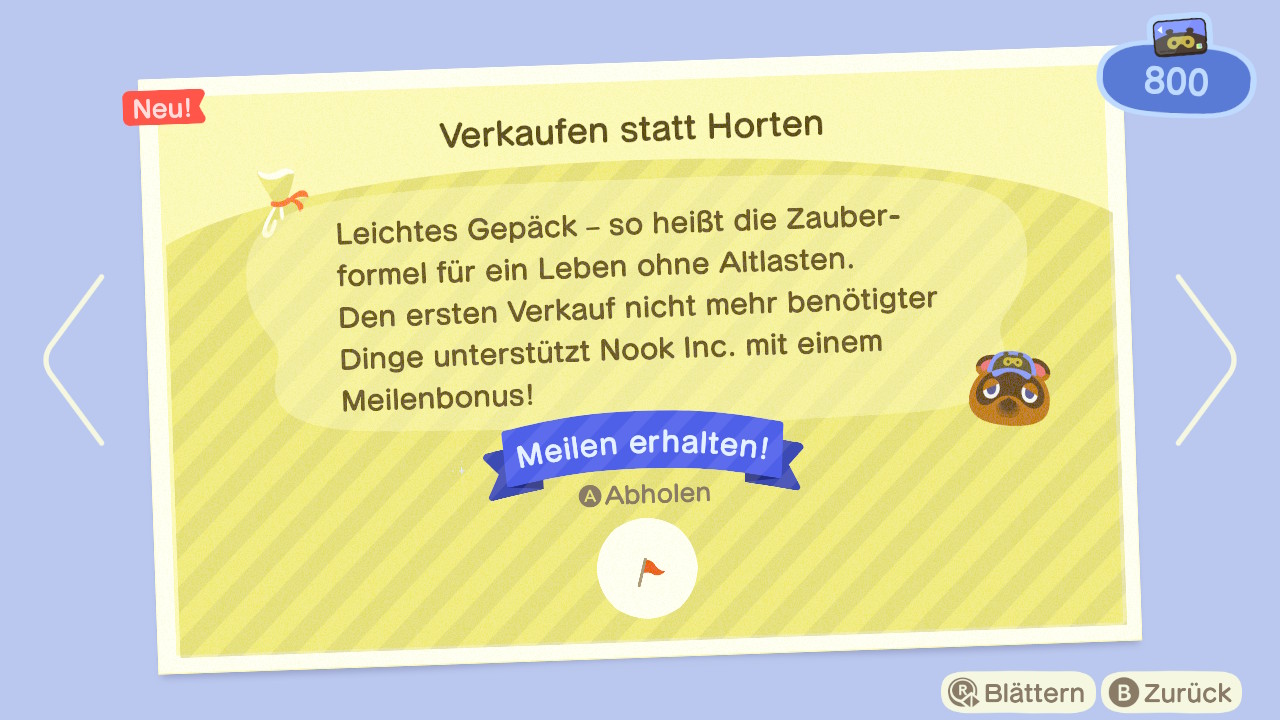 800
Neu!
Verkaufen statt Horten
Leichtes Gepäck – so heißt die Zauber-
formel für ein Leben ohne Altlasten.
Den ersten Verkauf nicht mehr benötigter
Dinge unterstützt Nook Inc. mit einem
Meilenbonus!
Meilen erhalten!
A Abholen
R Blättern B Zurück